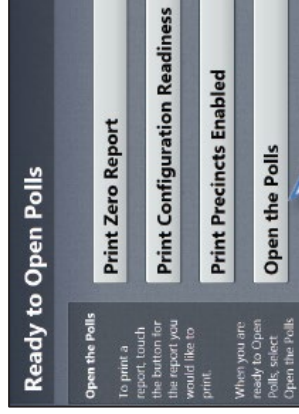 Ready to Open Polls
Open the Polls
To print a
report, touch
the button for
the report you
would like to
print.
When you are
ready to Open
Polls, select
Open the Polls
Print Zero Report
Print Configuration Readiness
Print Precincts Enabled
Open the Polls